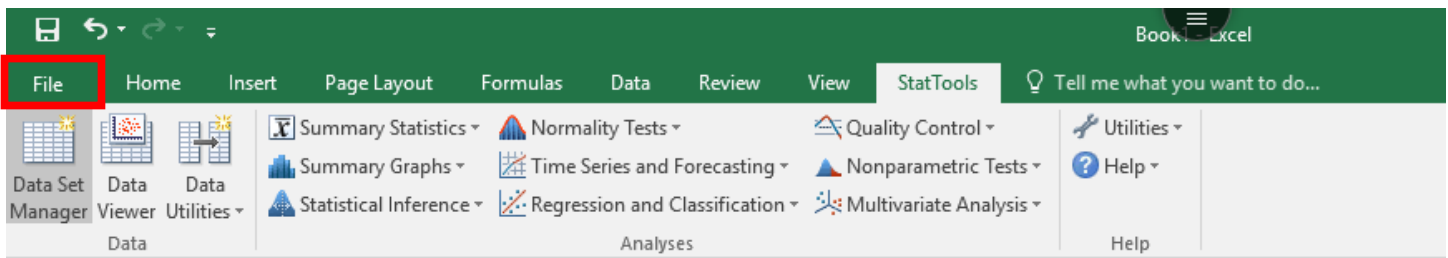 Book1 - Excel
File Home Insert Page Layout Formulas Data Review View StatTools Tell me what you want to do...
Summary Statistics Normality Tests Quality Control Utilities
Summary Graphs Time Series and Forecasting Nonparametric Tests Help
Data Set Data Data
Manager Viewer Utilities Statistical Inference Regression and Classification Multivariate Analysis
Data Analyses Help